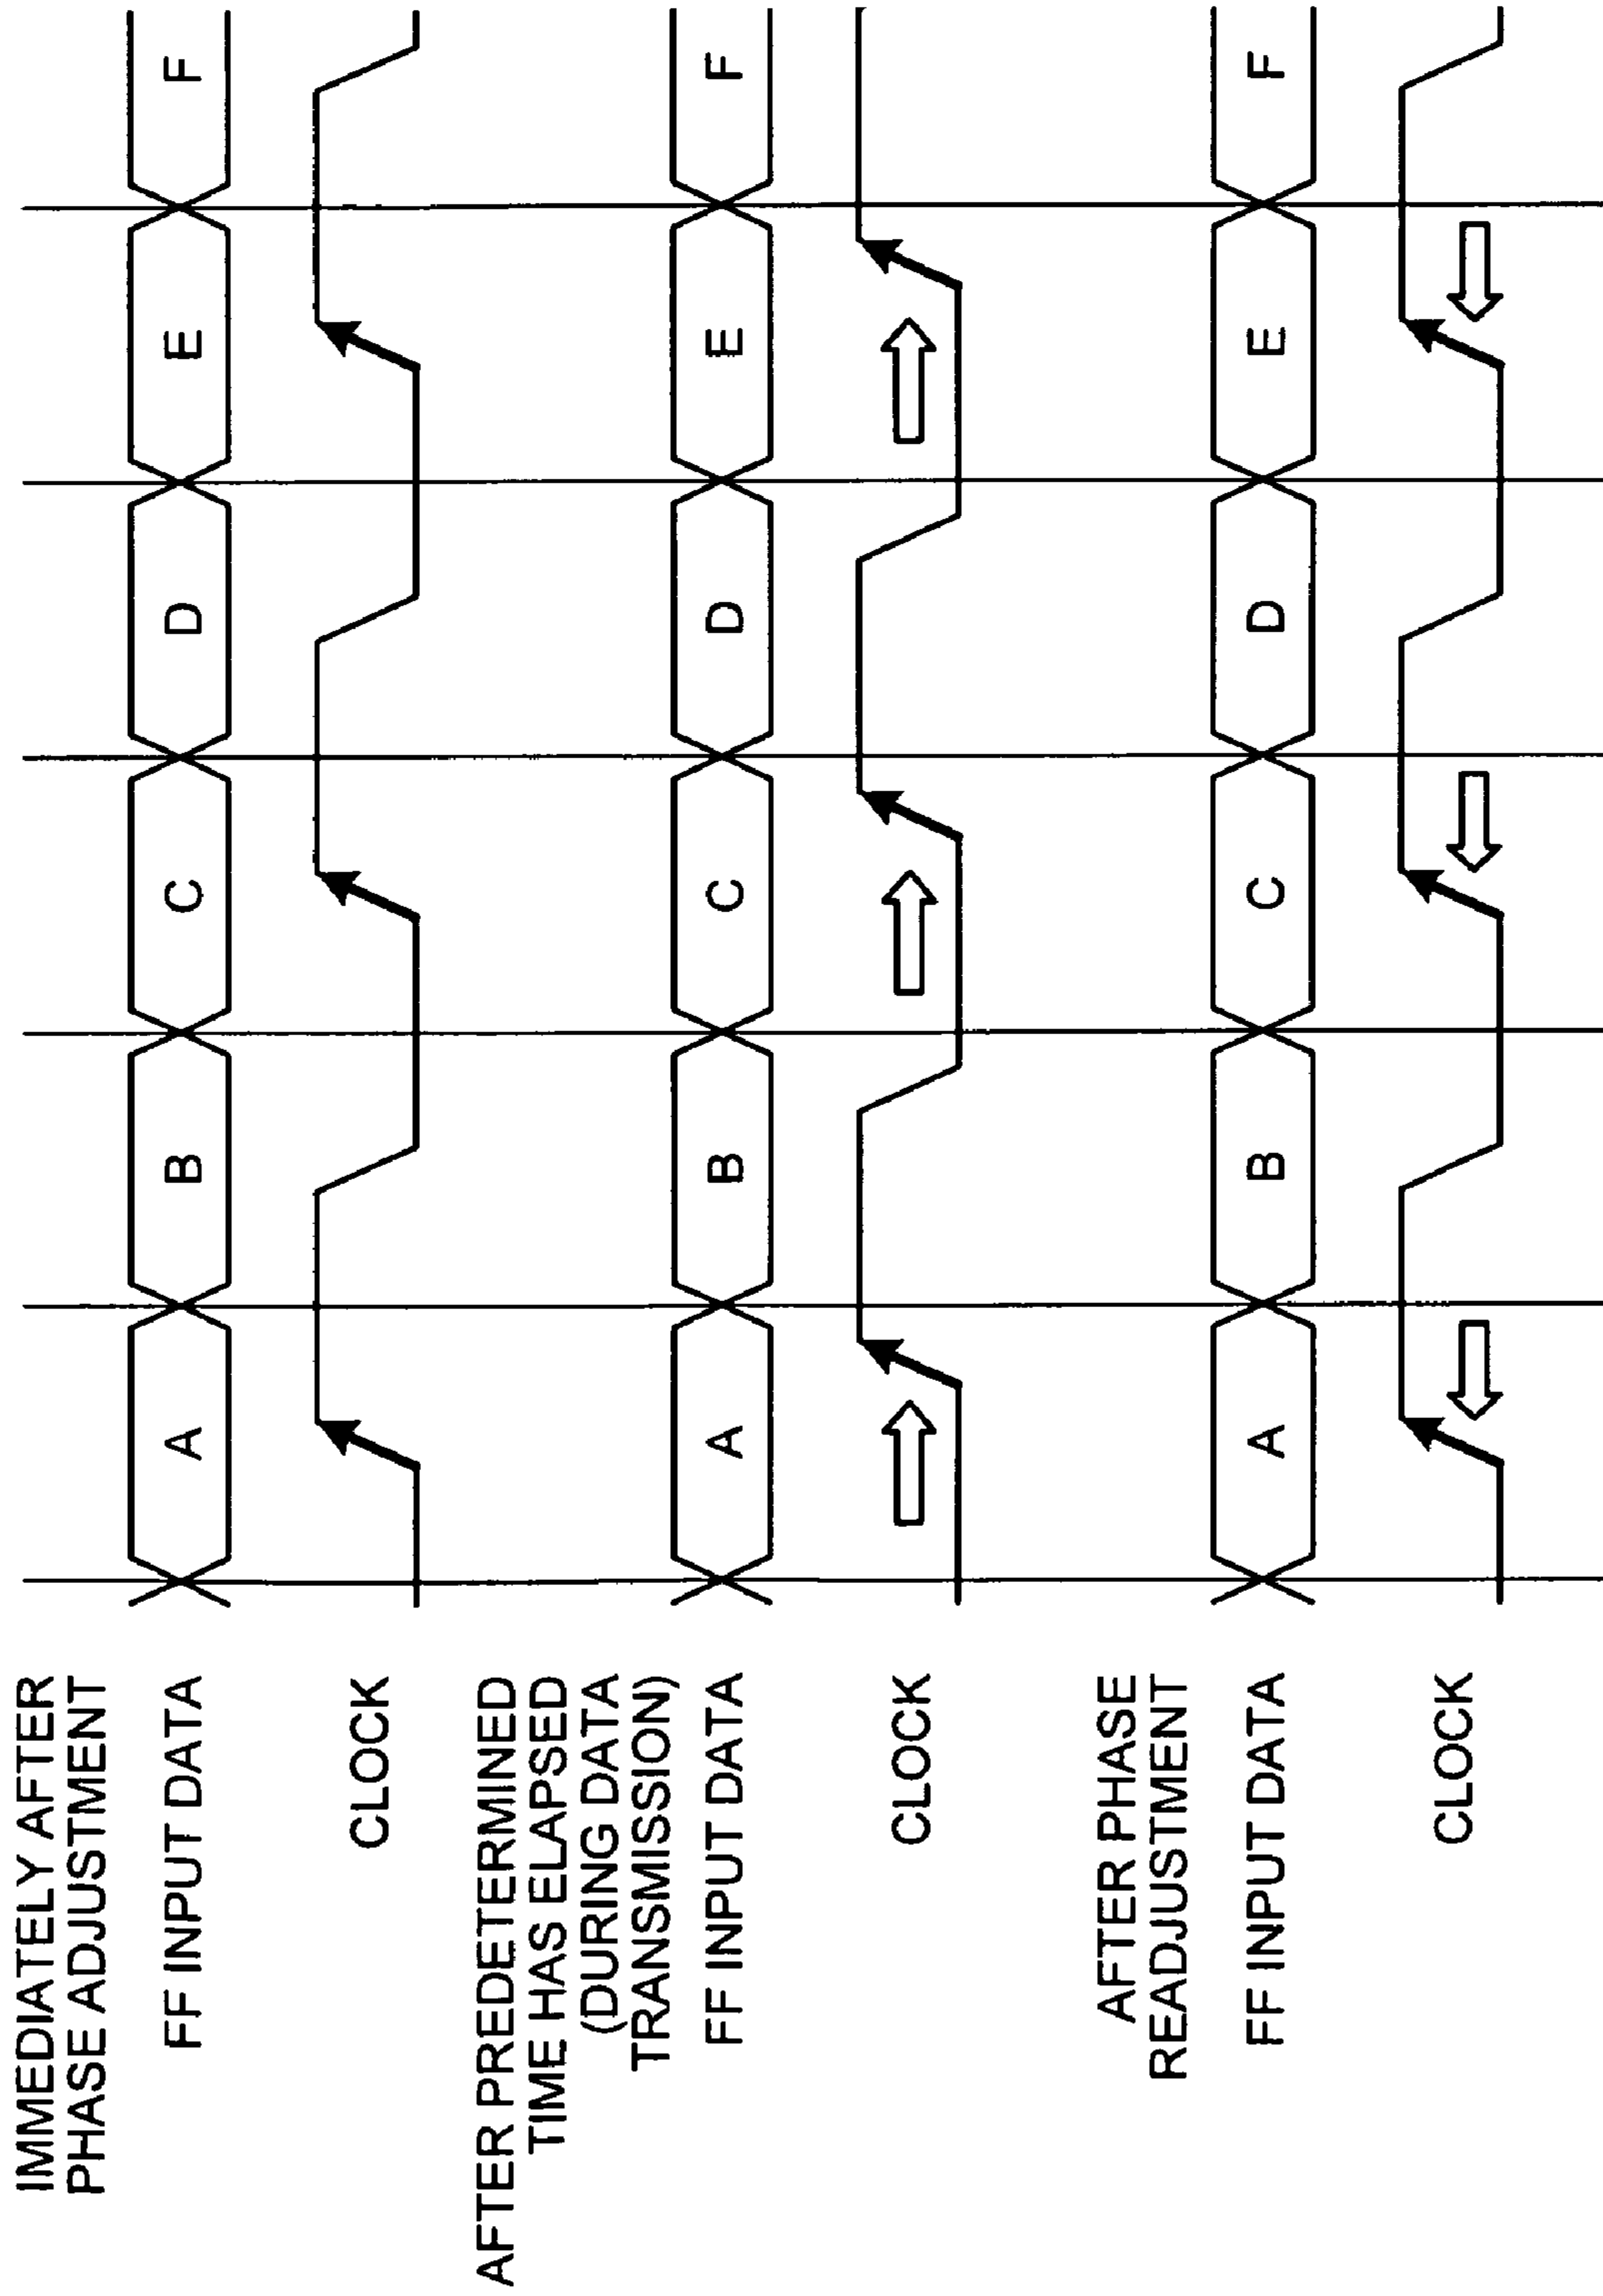 IMMEDIATELY AFTER
PHASE ADJUSTMENT
FF INPUT DATA
A B C D E F
CLOCK
AFTER PREDETERMINED
TIME HAS ELAPSED
(DURING DATA
TRANSMISSION)
FF INPUT DATA
A B C D E F
CLOCK
AFTER PHASE
READJUSTMENT
FF INPUT DATA
A B C D E F
CLOCK